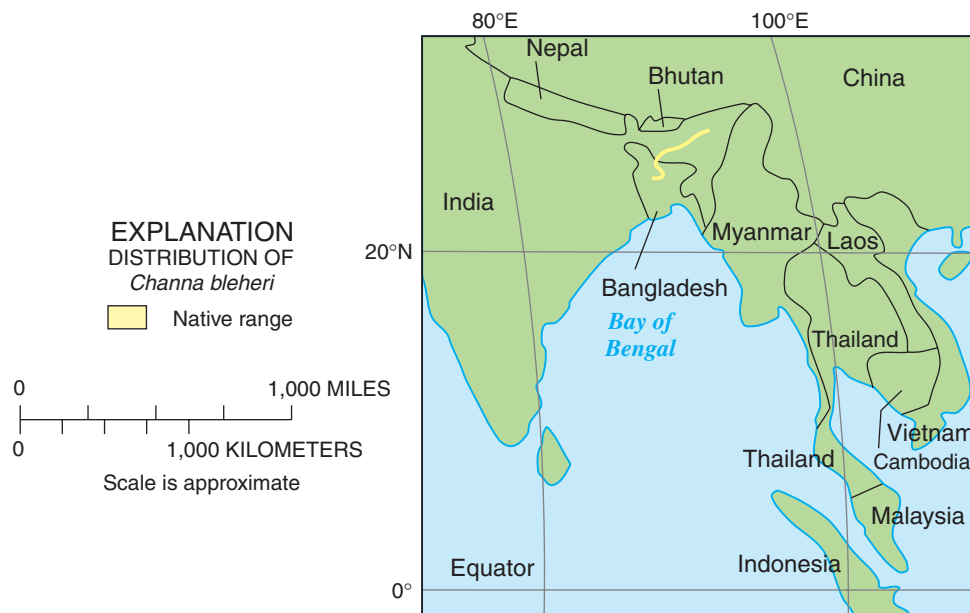 80°E
100°E
Nepal
Bhutan
China
India
EXPLANATION
DISTRIBUTION OF
Channa bleheri
Native range
20°N
Myanmar
Laos
Bangladesh
Bay of
Bengal
Thailand
0
1,000 MILES
0
1,000 KILOMETERS
Scale is approximate
Vietnam
Cambodia
Thailand
Malaysia
Equator
Indonesia
0°